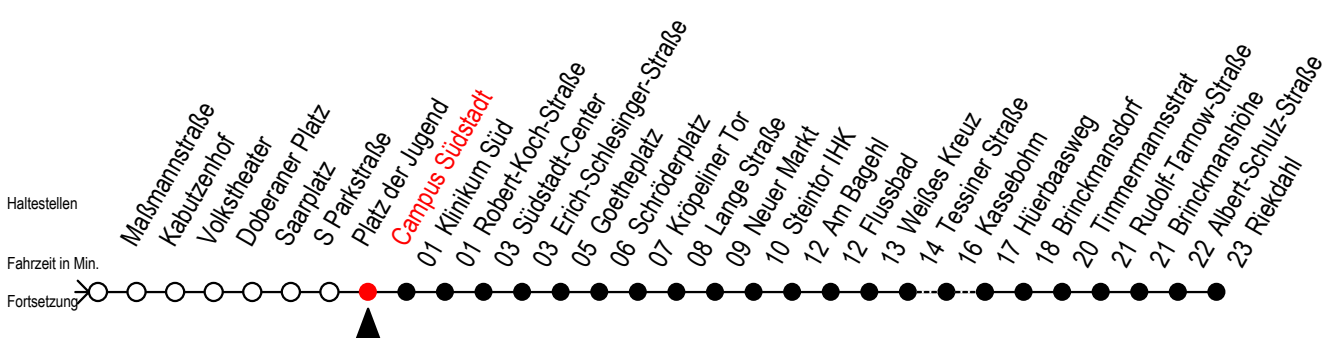 Haltestellen
Fahrzeit in Min.
Fortsetzung
Maßmannstraße
Kabutzenhof
Volkstheater
Doberaner Platz
Saarplatz
S Parkstraße
Platz der Jugend
Campus Südstadt
01 Klinikum Süd
01 Robert-Koch-Straße
03 Südstadt-Center
03 Erich-Schlesinger-Straße
05 Goetheplatz
06 Schröderplatz
07 Kröpeliner Tor
08 Lange Straße
09 Neuer Markt
10 Steintor IHK
12 Am Bagehl
12 Flussbad
13 Weißes Kreuz
14 Tessiner Straße
16 Kassebohm
17 Hüerbaasweg
18 Brinckmansdorf
20 Timmermannsstrat
21 Rudolf-Tarnow-Straße
21 Brinckmanshöhe
22 Albert-Schulz-Straße
23 Riekdahl